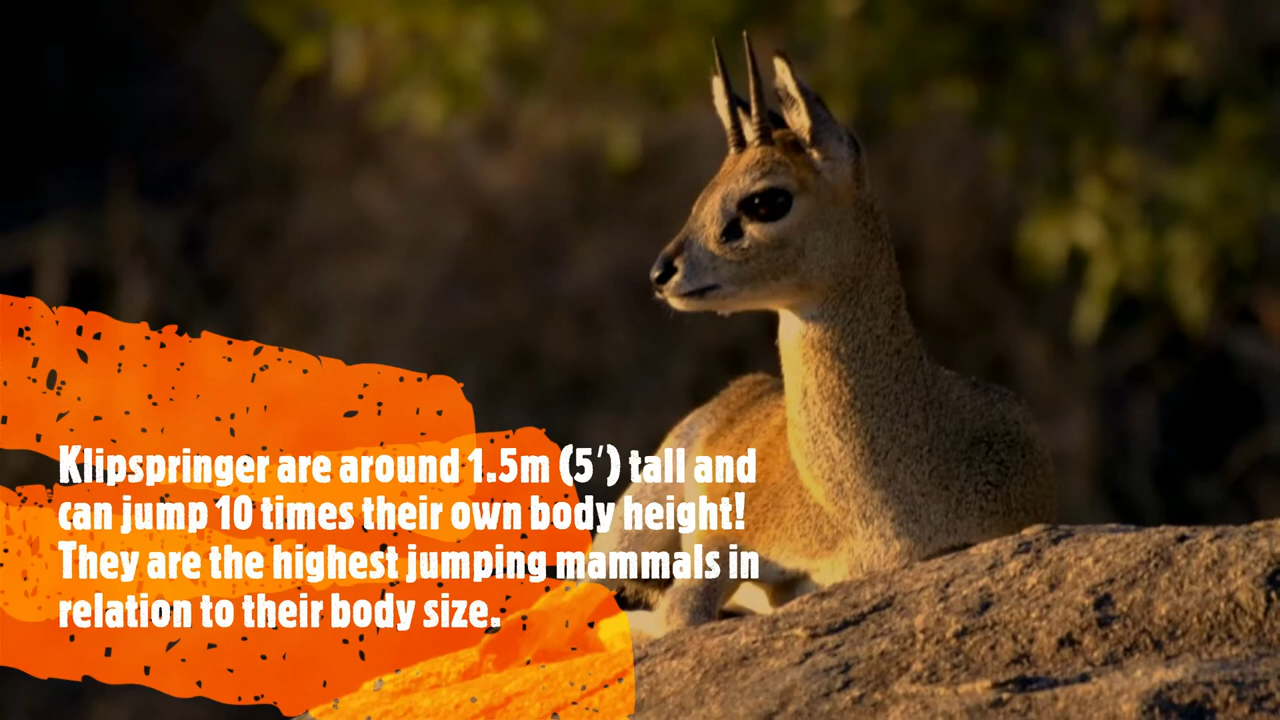 Klipspringer are around 1.5m (5′) tall and
can jump 10 times their own body height!
They are the highest jumping mammals in
relation to their body size.